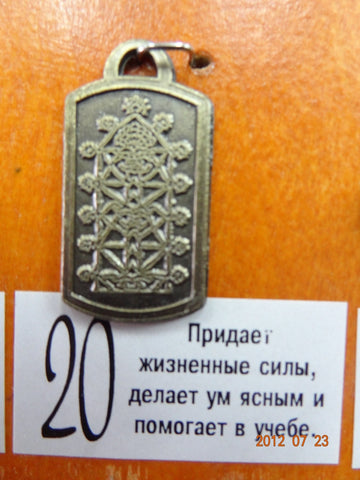 20
Придает
жизненные силы,
делает ум ясным и
помогает в учебе.
2012 07 23